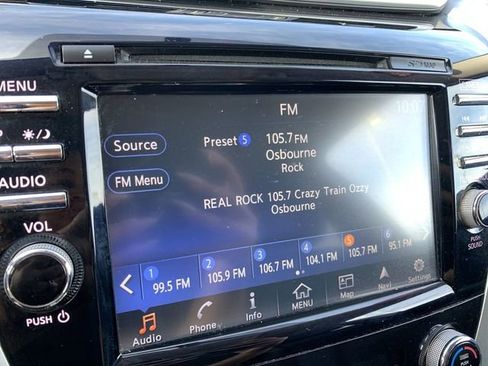 MENU
FM
Source
Preset 5 105.7 FM
Osbourne
Rock
FM Menu
REAL ROCK 105.7 Crazy Train Ozzy
Osbourne
AUDIO
VOL
PUSH
PUSH
SOUND
1 99.5 FM
2 105.9 FM
3 106.7 FM
4 104.1 FM
5 105.7 FM
6 95.1 FM
Audio
Phone
Info
MENU
Map
Navi
Settings